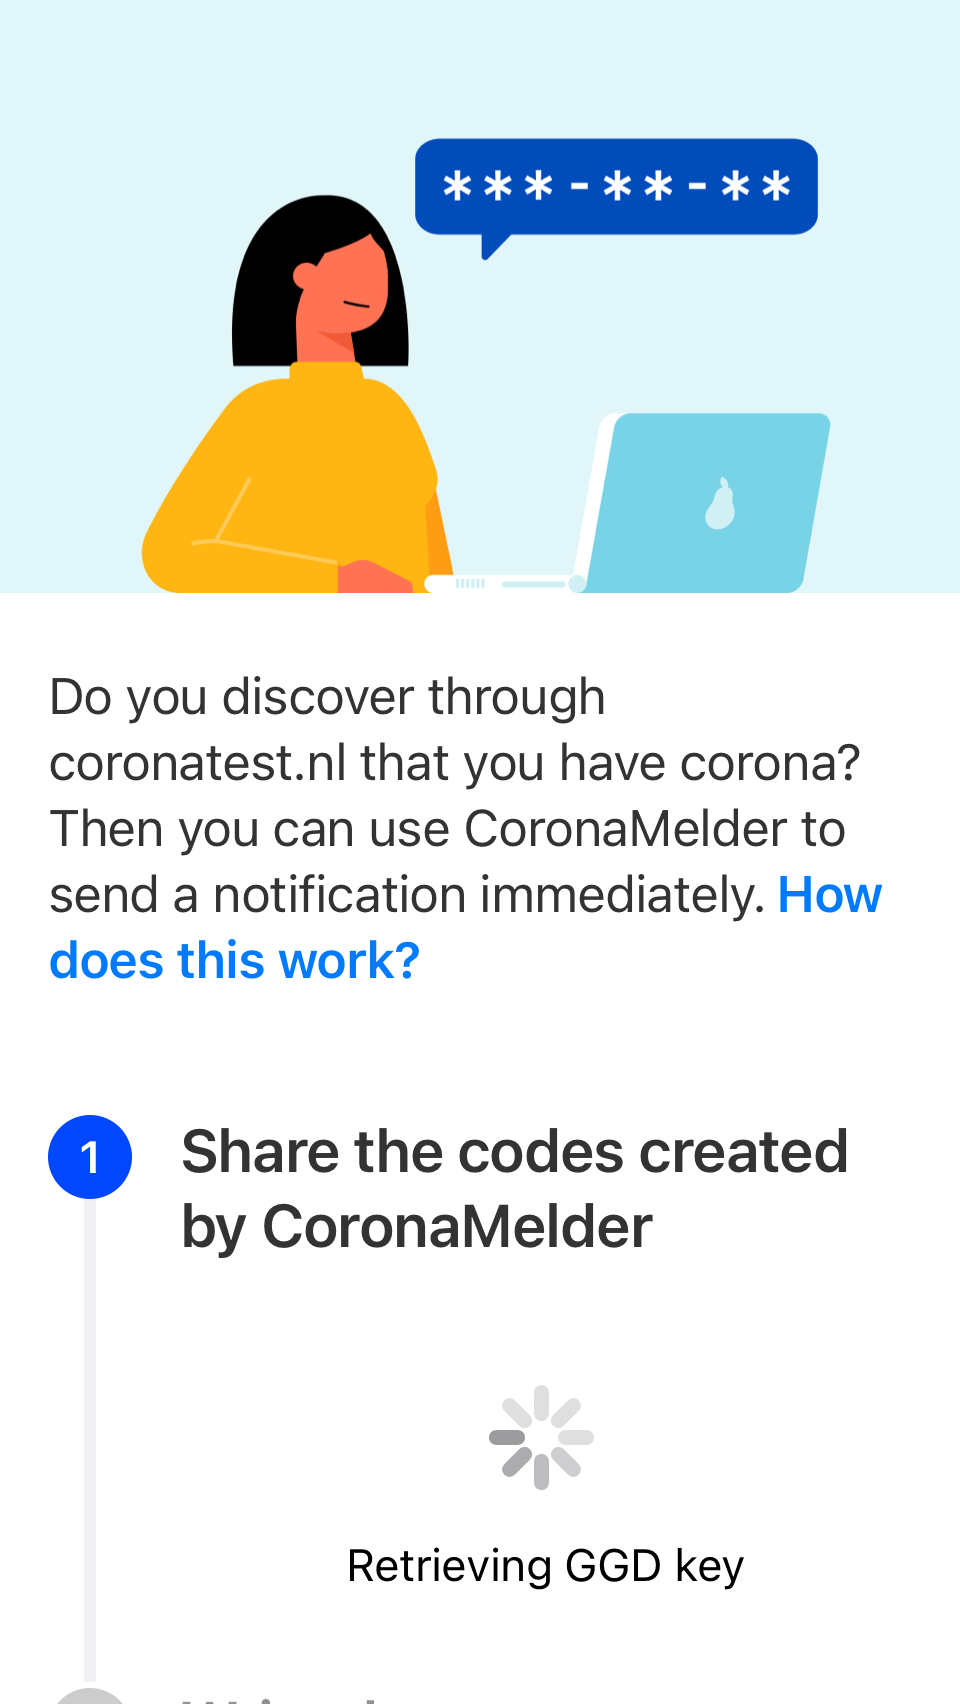 ***-**-**
Do you discover through
coronatest.nl that you have corona?
Then you can use CoronaMelder to
send a notification immediately. How
does this work?
1
Share the codes created
by CoronaMelder
Retrieving GGD key